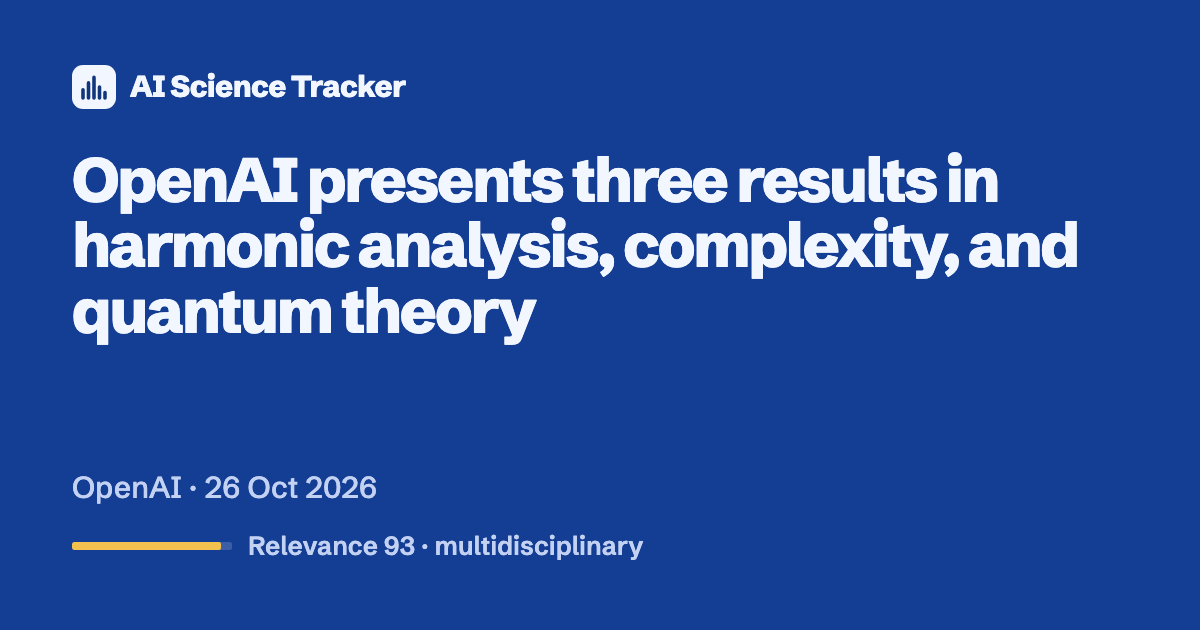 AI Science Tracker
OpenAI presents three results in
harmonic analysis, complexity, and
quantum theory
OpenAI · 26 Oct 2026
Relevance 93 · multidisciplinary